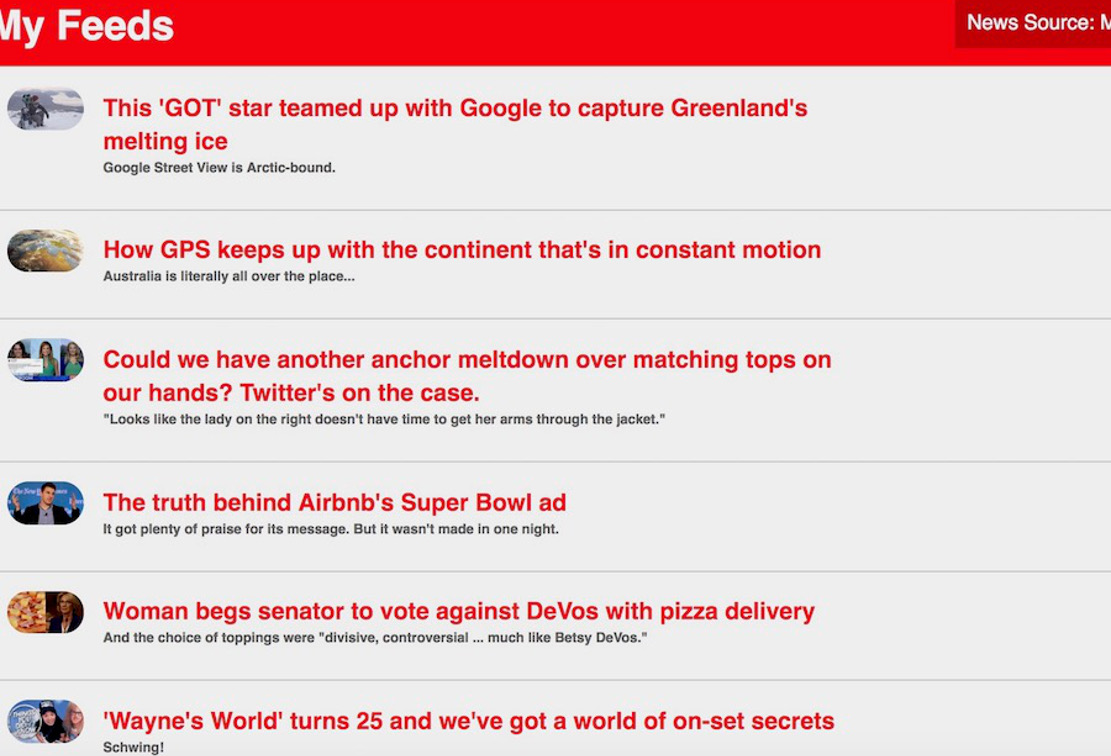 My Feeds
News Source: M
This 'GOT' star teamed up with Google to capture Greenland's
melting ice
Google Street View is Arctic-bound.
How GPS keeps up with the continent that's in constant motion
Australia is literally all over the place...
Could we have another anchor meltdown over matching tops on
our hands? Twitter's on the case.
"Looks like the lady on the right doesn't have time to get her arms through the jacket."
The truth behind Airbnb's Super Bowl ad
It got plenty of praise for its message. But it wasn't made in one night.
Woman begs senator to vote against DeVos with pizza delivery
And the choice of toppings were "divisive, controversial ... much like Betsy DeVos."
'Wayne's World' turns 25 and we've got a world of on-set secrets
Schwing!